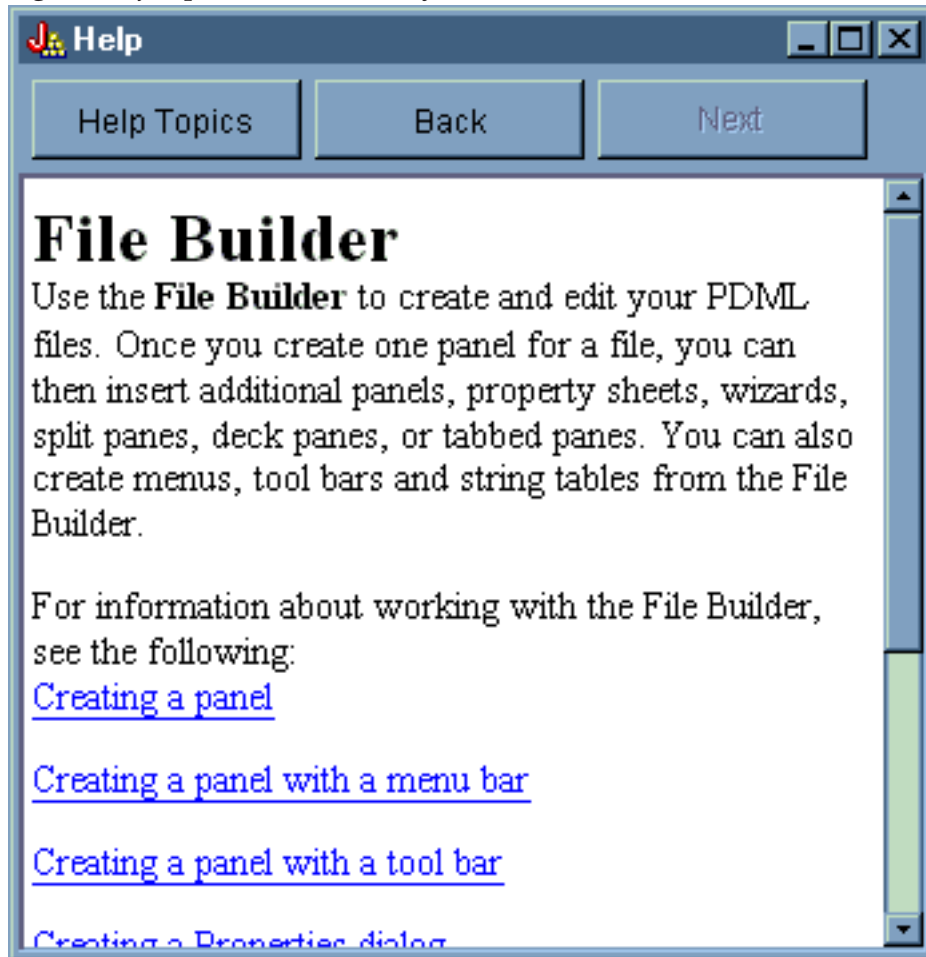 Help
Help Topics
Back
Next
File Builder
Use the File Builder to create and edit your PDML
files. Once you create one panel for a file, you can
then insert additional panels, property sheets, wizards,
split panes, deck panes, or tabbed panes. You can also
create menus, tool bars and string tables from the File
Builder.
For information about working with the File Builder,
see the following:
Creating a panel
Creating a panel with a menu bar
Creating a panel with a tool bar
Creating a Properties dialog